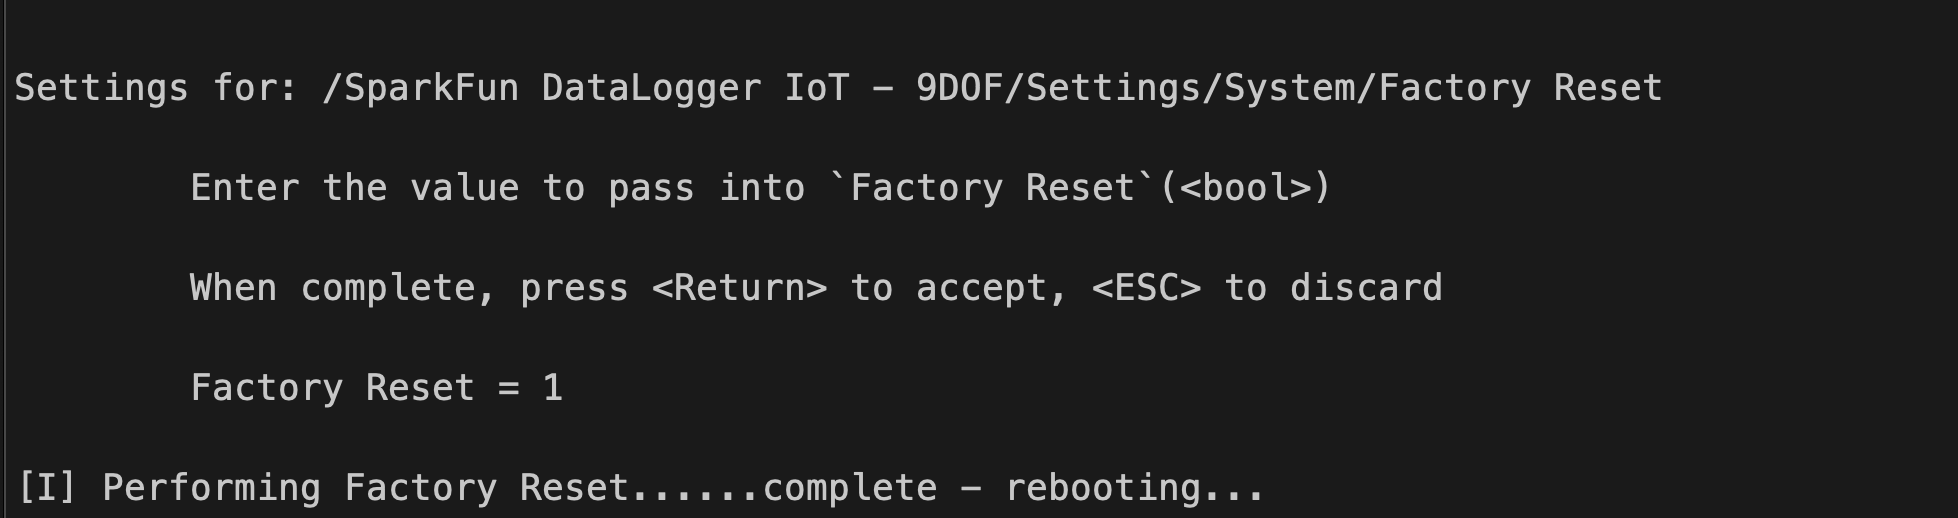 Settings for: /SparkFun DataLogger IoT – 9DOF/Settings/System/Factory Reset
Enter the value to pass into `Factory Reset`(<bool>)
When complete, press <Return> to accept, <ESC> to discard
Factory Reset = 1
[I] Performing Factory Reset......complete – rebooting...